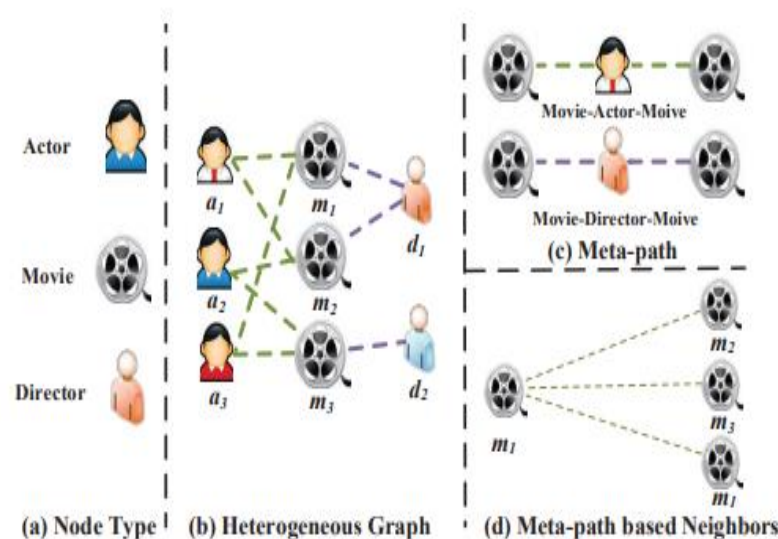 Actor
Movie
Director
(a) Node Type
a1
a2
a3
m1
m2
m3
d1
d2
(b) Heterogeneous Graph
Movie-Actor-Moive
Movie-Director-Moive
(c) Meta-path
m1
m2
m3
m1
(d) Meta-path based Neighbors